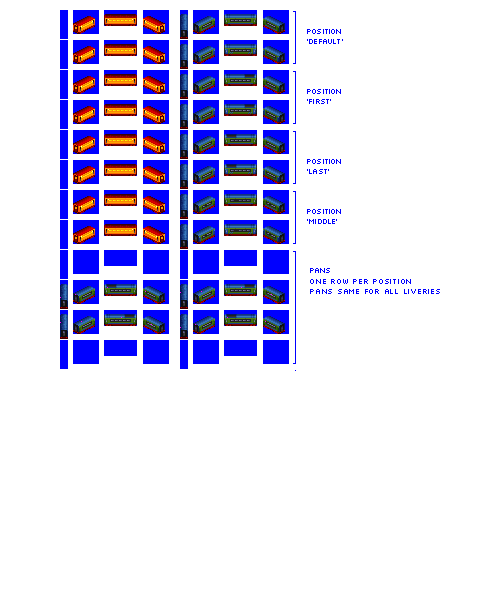 POSITION
'DEFAULT'
POSITION
'FIRST'
POSITION
'LAST'
POSITION
'MIDDLE'
PANS
ONE ROW PER POSITION
PANS SAME FOR ALL LIVERIES